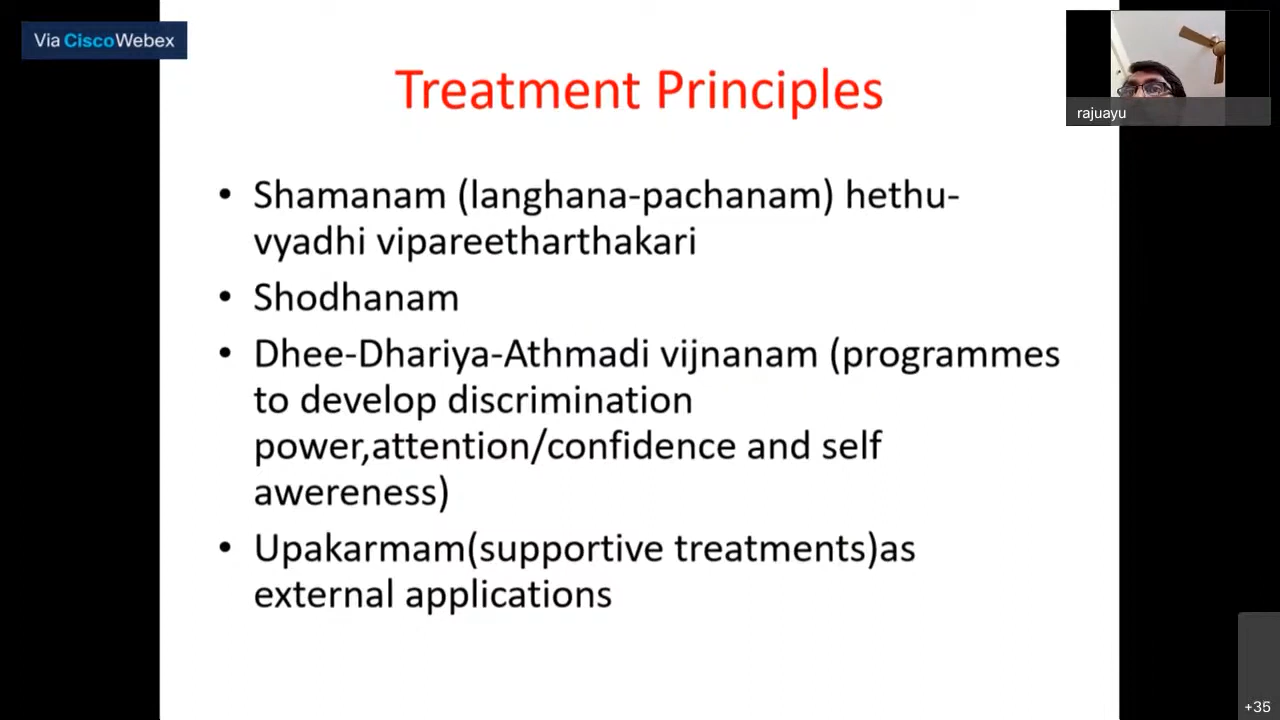 Via CiscoWebex
Treatment Principles
rajuayu
• Shamanam (langhana-pachanam) hethu-
vyadhi vipareetharthakari
• Shodhanam
• Dhee-Dhariya-Athmadi vijnanam (programmes
to develop discrimination
power,attention/confidence and self
awereness)
• Upakarmam(supportive treatments)as
external applications
+35